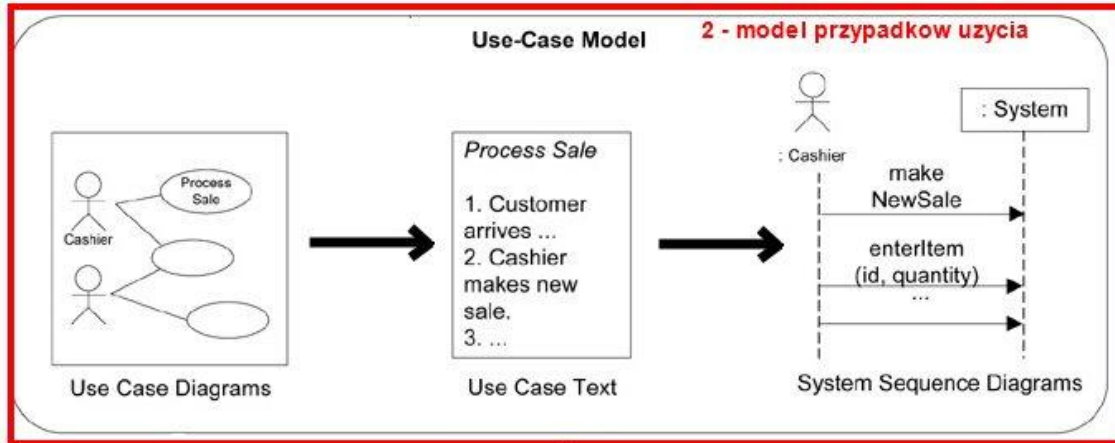 Use-Case Model
2 - model przypadkow uzycia
Process
Sale
Cashier
Use Case Diagrams
Process Sale
1. Customer
arrives ...
2. Cashier
makes new
sale.
3. ...
Use Case Text
: System
: Cashier
make
NewSale
enterItem
(id, quantity)
...
System Sequence Diagrams